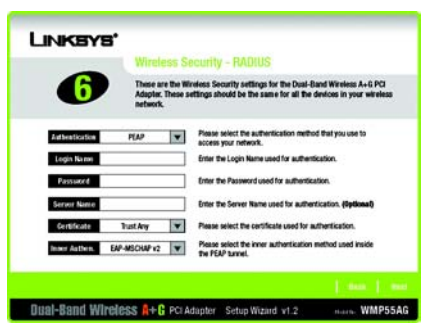 LINKSYS®
Wireless Security - RADIUS
6
These are the Wireless Security settings for the Dual-Band Wireless A+G PCI
Adapter. These settings should be the same for all the devices in your wireless
network.
Authentication PEAP Please select the authentication method that you use to
access your network.
Login Name Enter the Login Name used for authentication.
Password Enter the Password used for authentication.
Server Name Enter the Server Name used for authentication. (Optional)
Certificate Trust Any Please select the certificate used for authentication.
Inner Authen. EAP-MSCHAP v2 Please select the inner authentication method used inside
the PEAP tunnel.
Back Next
Dual-Band Wireless A+G PCI Adapter Setup Wizard v1.2 Model No. WMP55AG